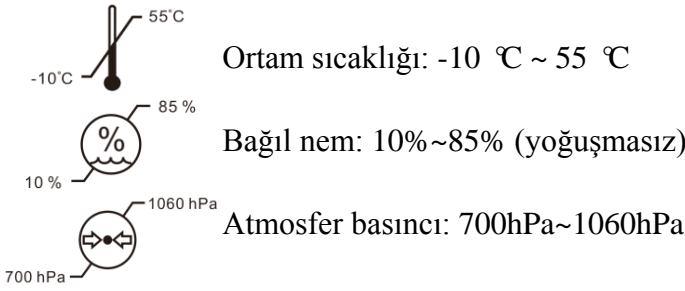 55°C
-10°C
Ortam sıcaklığı: -10 ℃ ~ 55 ℃
85 %
%
10 %
Bağıl nem: 10%~85% (yoğuşmasız)
1060 hPa
700 hPa
Atmosfer basıncı: 700hPa~1060hPa